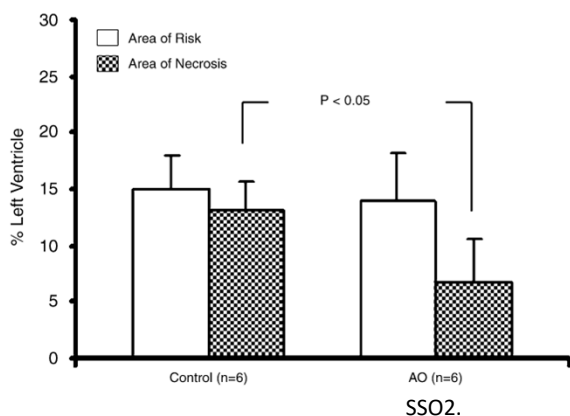 30
Area of Risk
Area of Necrosis
25
P < 0.05
20
% Left Ventricle
15
10
5
0
Control (n=6)
AO (n=6)
SSO2.